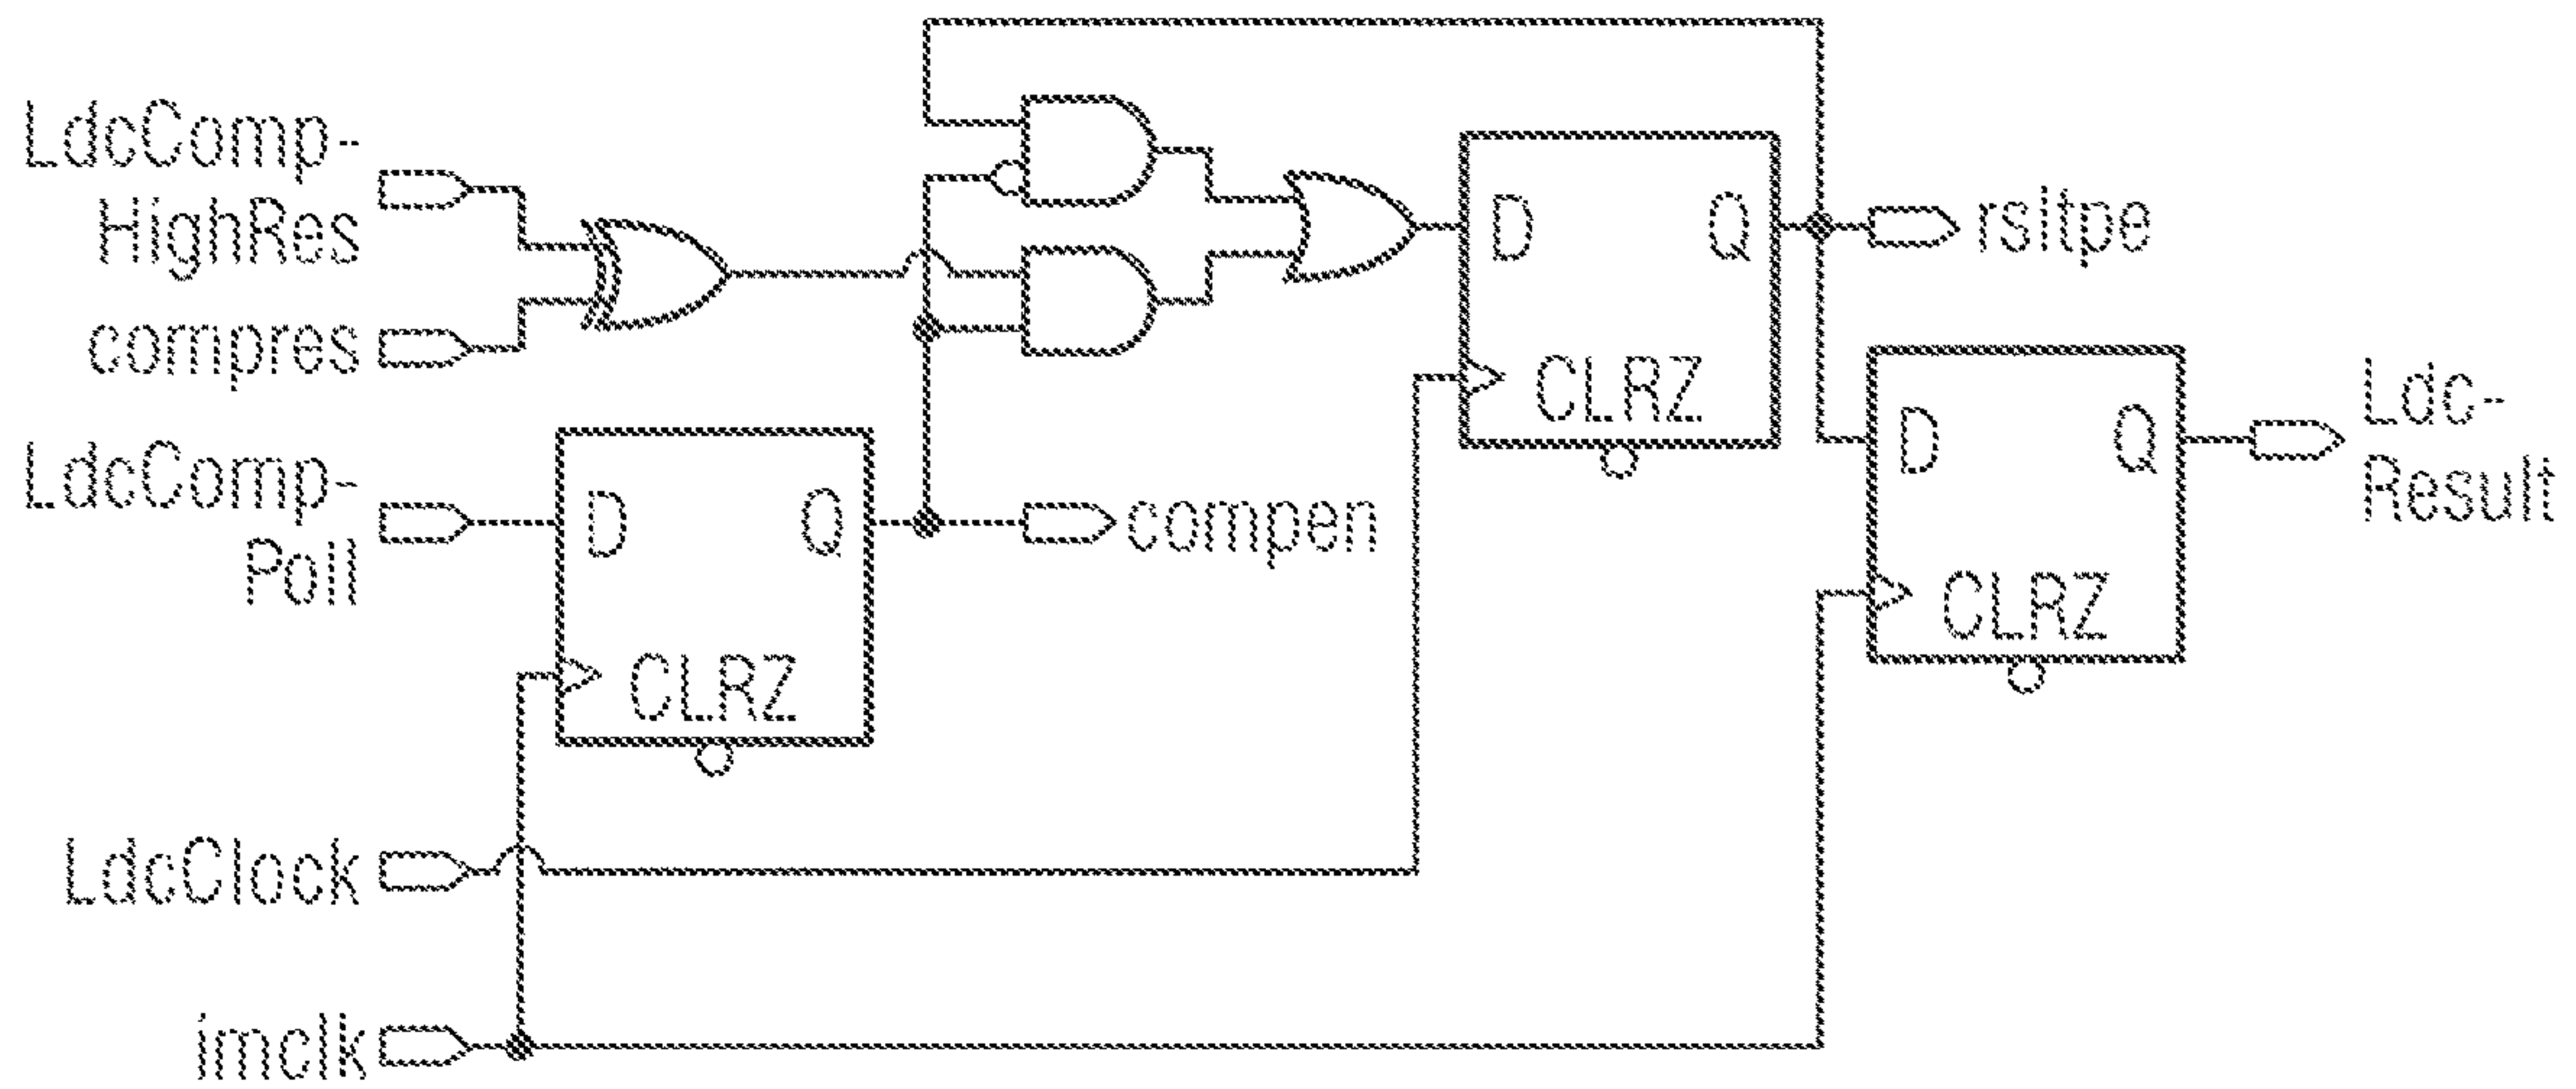 LdcComp-
HighRes
compres
LdcComp-
Poll
LdcClock
imclk
D Q
CLRZ
compen
D Q
CLRZ
rsltpe
D Q
CLRZ
Ldc-
Result